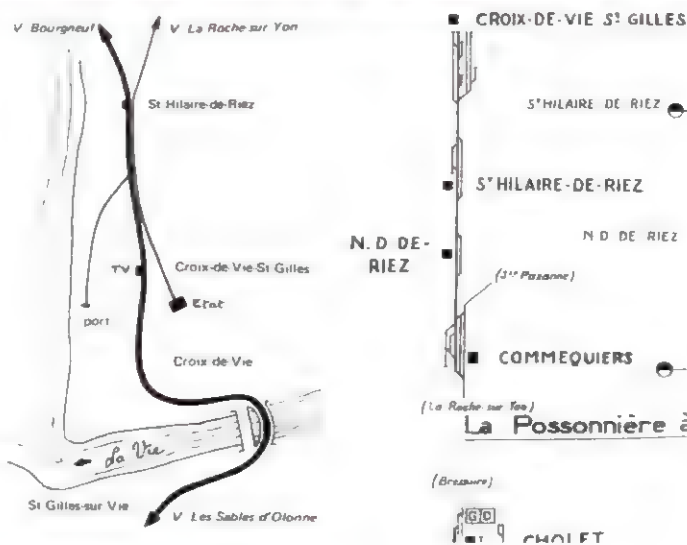 V Bourgneuf
V La Roche sur Yon
St Hilaire-de-Riez
TV
Croix-de Vie-St Gilles
Etat
port
Croix de Vie
La Vie
St Gilles-sur Vie
V Les Sables d'Olonne
CROIX-DE-VIE St GILLES
St HILAIRE DE RIEZ
St HILAIRE-DE-RIEZ
N. D DE-
RIEZ
N D DE RIEZ
(Ste Pazanne)
COMMEQUIERS
(La Roche-sur Yon)
La Possonnière à
(Bressuire)
G D
CHOLET